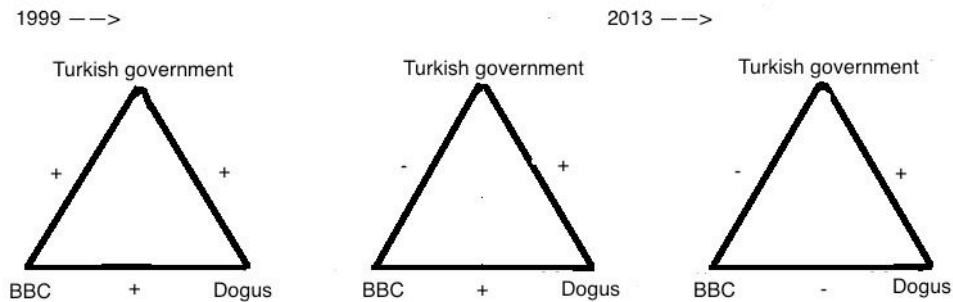 1999 — —>
2013 — —>
Turkish government
Turkish government
Turkish government
+
+
-
+
-
+
BBC + Dogus
BBC + Dogus
BBC - Dogus